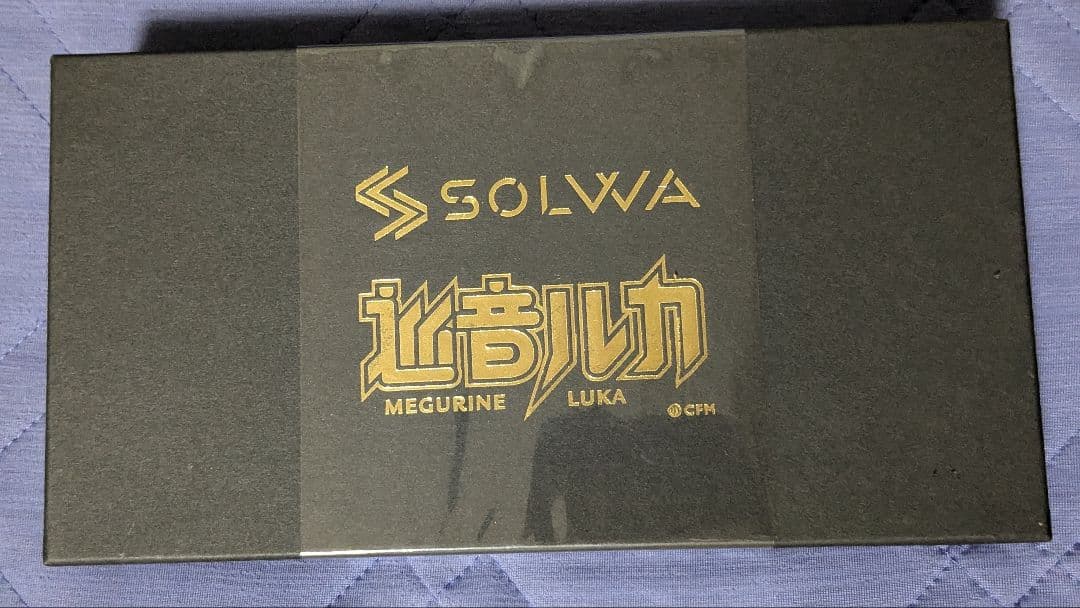 SOLWA
巡音ルカ
MEGURINE LUKA
Ⓟ CFM